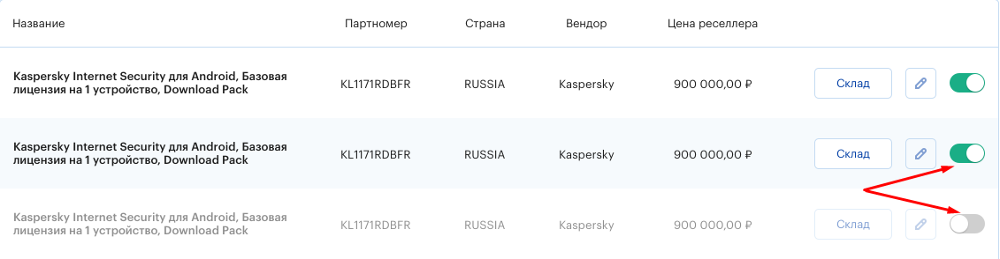 Название Партномер Страна Вендор Цена реселлера
Kaspersky Internet Security для Android, Базовая
лицензия на 1 устройство, Download Pack
KL1171RDBFR RUSSIA Kaspersky 900 000,00 ₽ Склад
Kaspersky Internet Security для Android, Базовая
лицензия на 1 устройство, Download Pack
KL1171RDBFR RUSSIA Kaspersky 900 000,00 ₽ Склад
Kaspersky Internet Security для Android, Базовая
лицензия на 1 устройство, Download Pack
KL1171RDBFR RUSSIA Kaspersky 900 000,00 ₽ Склад